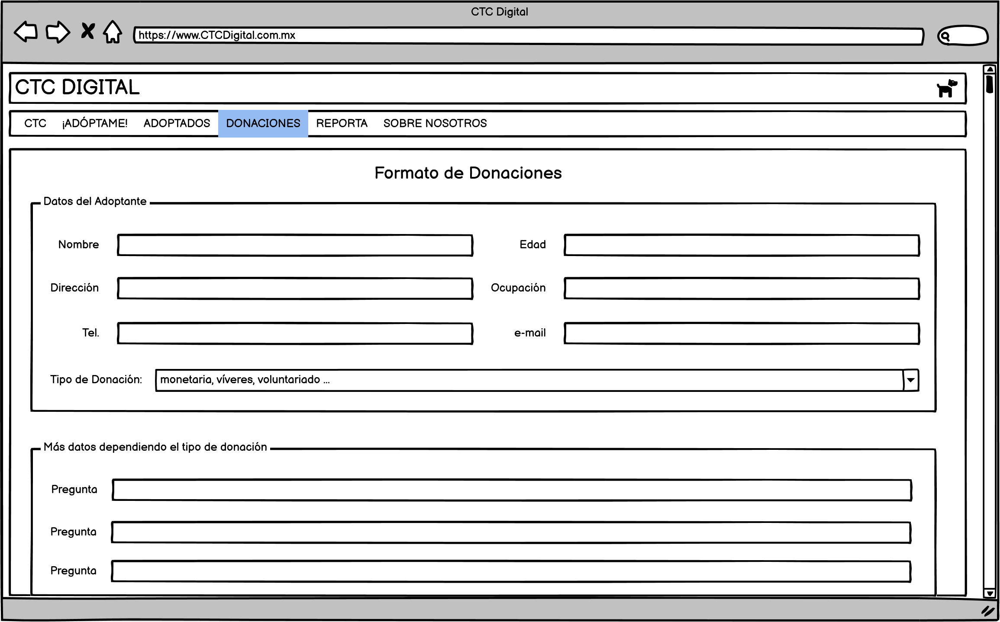 CTC Digital
https://www.CTCDigital.com.mx
CTC DIGITAL
CTC ¡ADÓPTAME! ADOPTADOS DONACIONES REPORTA SOBRE NOSOTROS
Formato de Donaciones
Datos del Adoptante
Nombre Edad
Dirección Ocupación
Tel. e-mail
Tipo de Donación: monetaria, víveres, voluntariado ...
Más datos dependiendo el tipo de donación
Pregunta
Pregunta
Pregunta